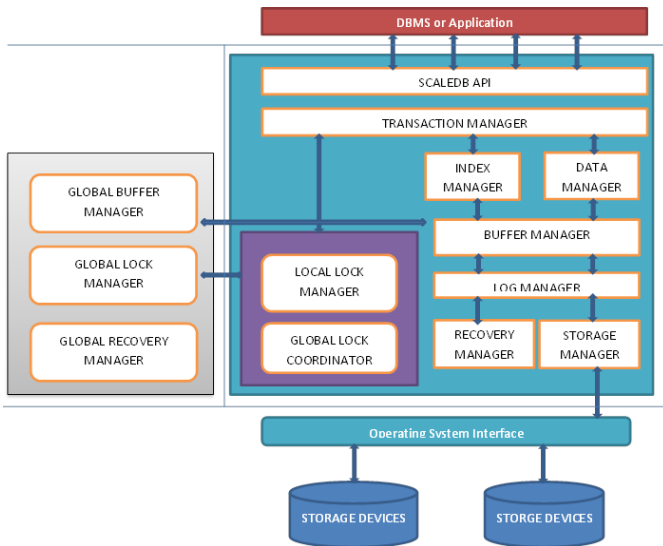 DBMS or Application
SCALEDB API
TRANSACTION MANAGER
INDEX
MANAGER
DATA
MANAGER
GLOBAL BUFFER
MANAGER
BUFFER MANAGER
GLOBAL LOCK
MANAGER
LOCAL LOCK
MANAGER
LOG MANAGER
GLOBAL RECOVERY
MANAGER
GLOBAL LOCK
COORDINATOR
RECOVERY
MANAGER
STORAGE
MANAGER
Operating System Interface
STORAGE DEVICES
STORGE DEVICES